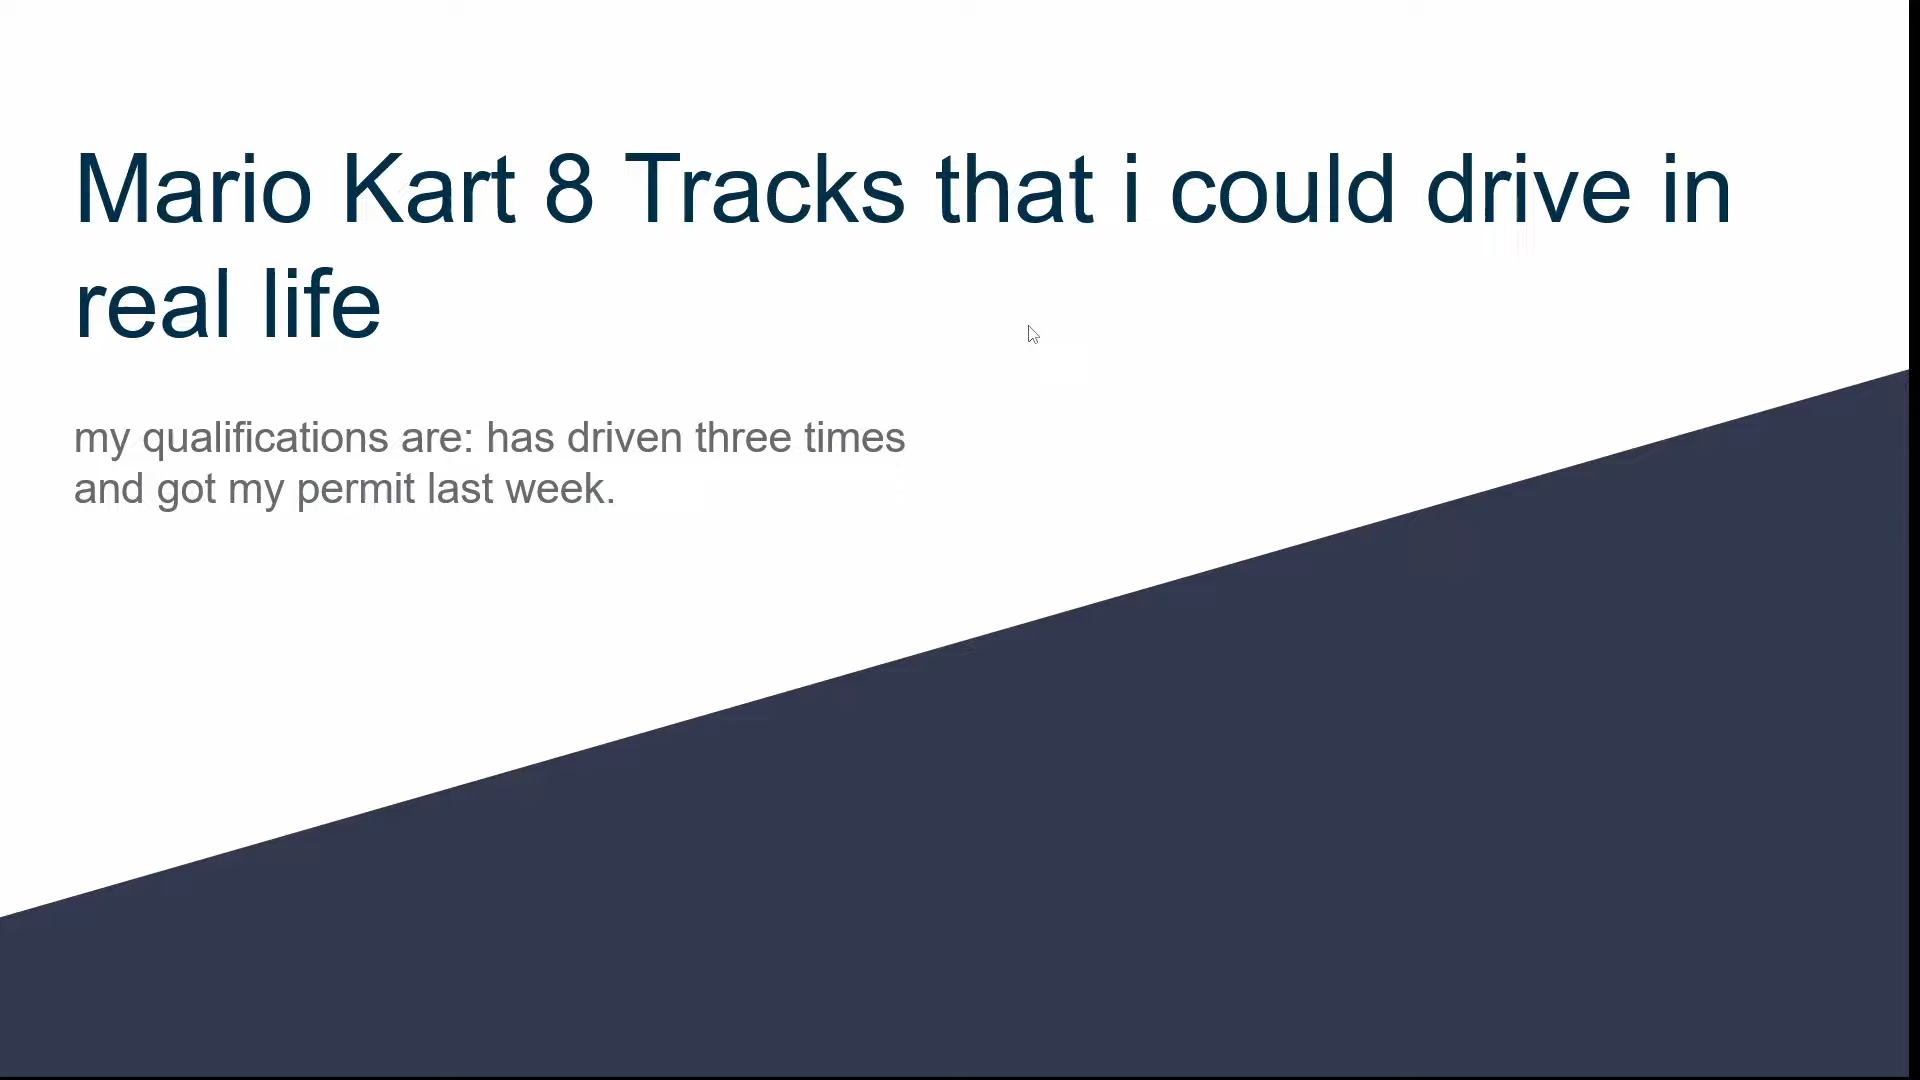 Mario Kart 8 Tracks that i could drive in
real life
my qualifications are: has driven three times
and got my permit last week.